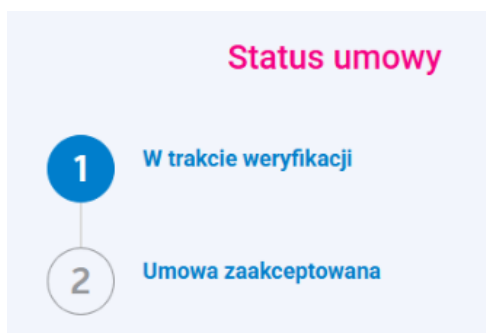 Status umowy
1 W trakcie weryfikacji
2 Umowa zaakceptowana